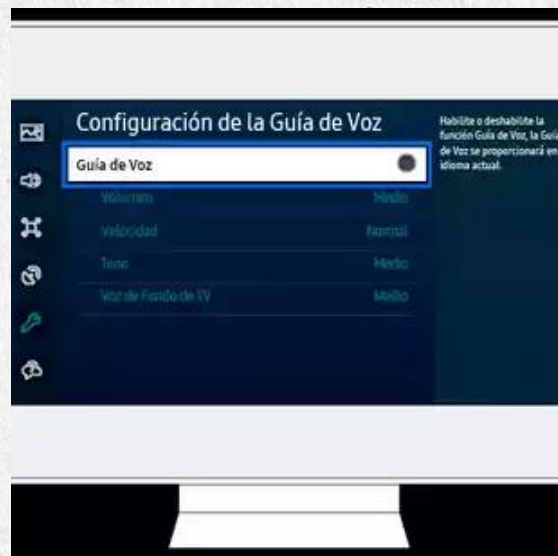 Configuración de la Guía de Voz
Guía de Voz
Volumen Medio
Velocidad Normal
Tono Medio
Voz de Fondo de TV Medio
Habilite o deshabilite la
función Guía de Voz, la Guía
de Voz se proporcionará en
idioma actual.